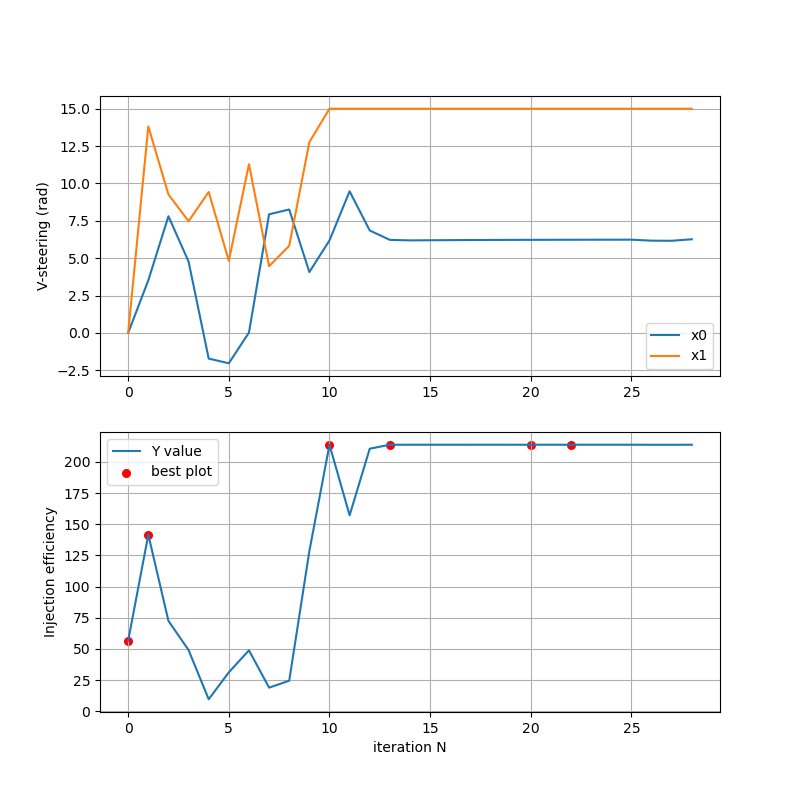 V-steering (rad)
15.0
12.5
10.0
7.5
5.0
2.5
0.0
−2.5
x0
x1
0 5 10 15 20 25
Injection efficiency
200
175
150
125
100
75
50
25
0
Y value
best plot
0 5 10 15 20 25
iteration N